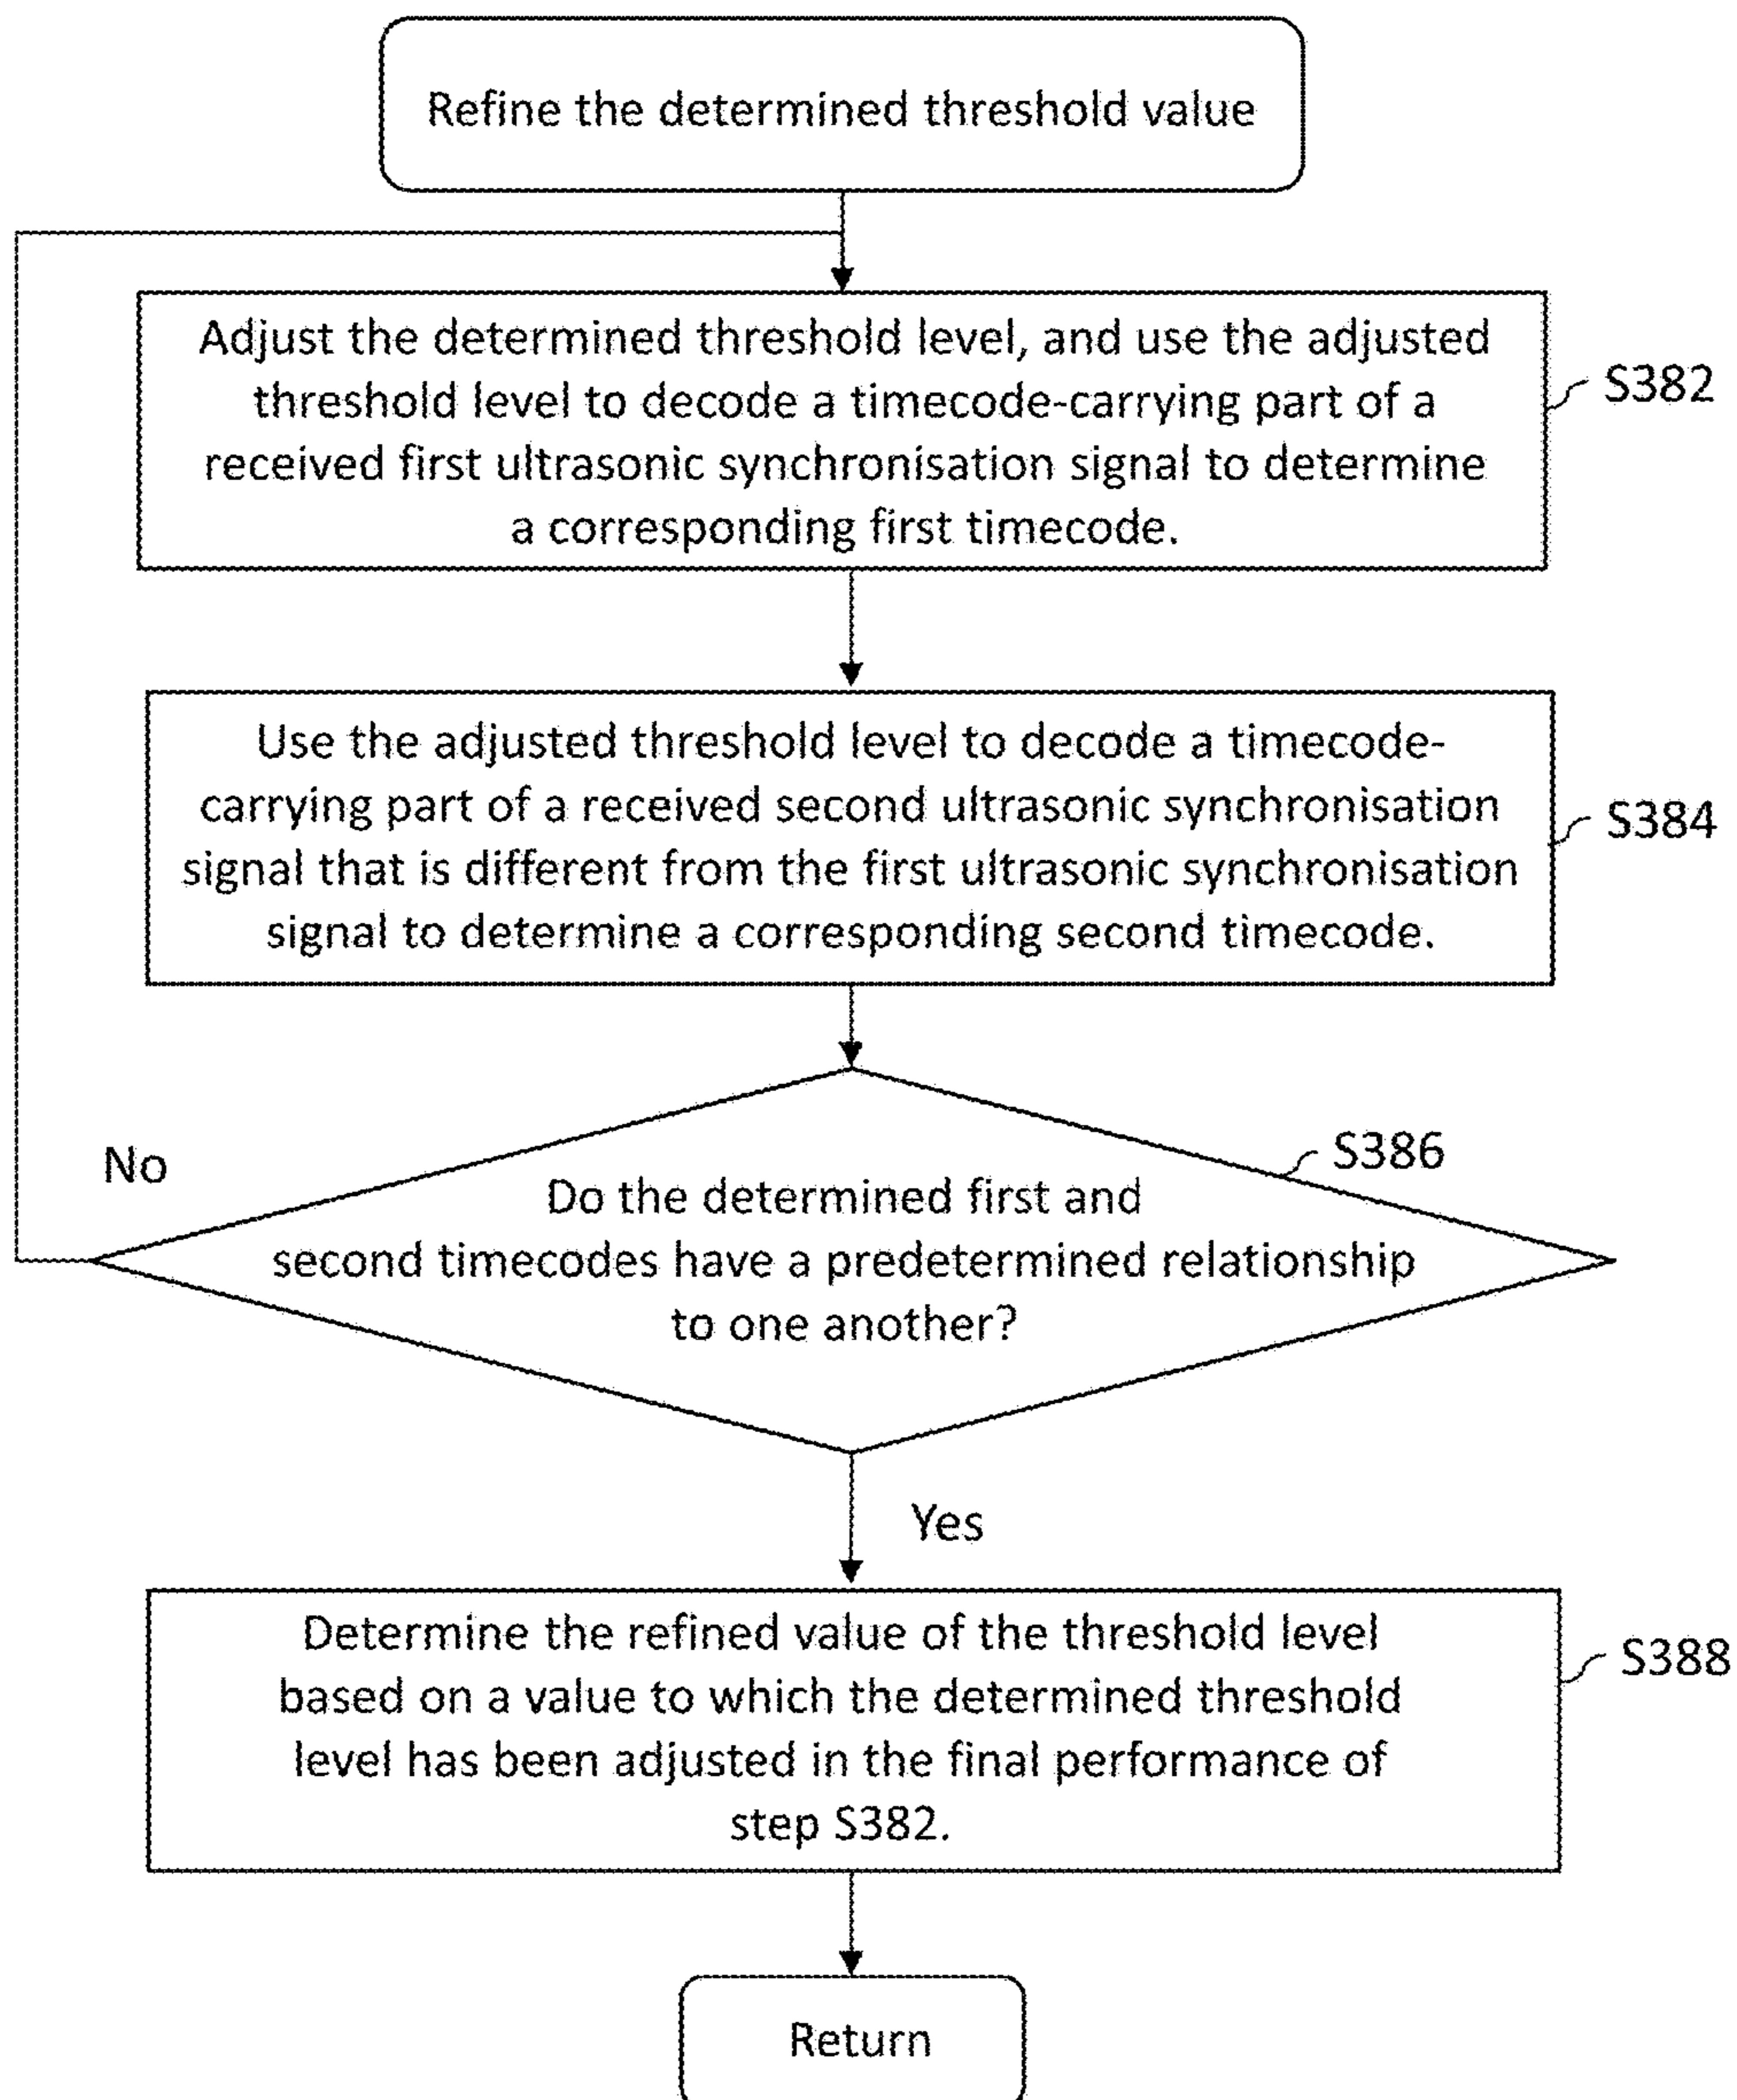 Refine the determined threshold value
Adjust the determined threshold level, and use the adjusted
threshold level to decode a timecode-carrying part of a
received first ultrasonic synchronisation signal to determine
a corresponding first timecode.
S382
Use the adjusted threshold level to decode a timecode-
carrying part of a received second ultrasonic synchronisation
signal that is different from the first ultrasonic synchronisation
signal to determine a corresponding second timecode.
S384
No
S386
Do the determined first and
second timecodes have a predetermined relationship
to one another?
Yes
Determine the refined value of the threshold level
based on a value to which the determined threshold
level has been adjusted in the final performance of
step S382.
S388
Return